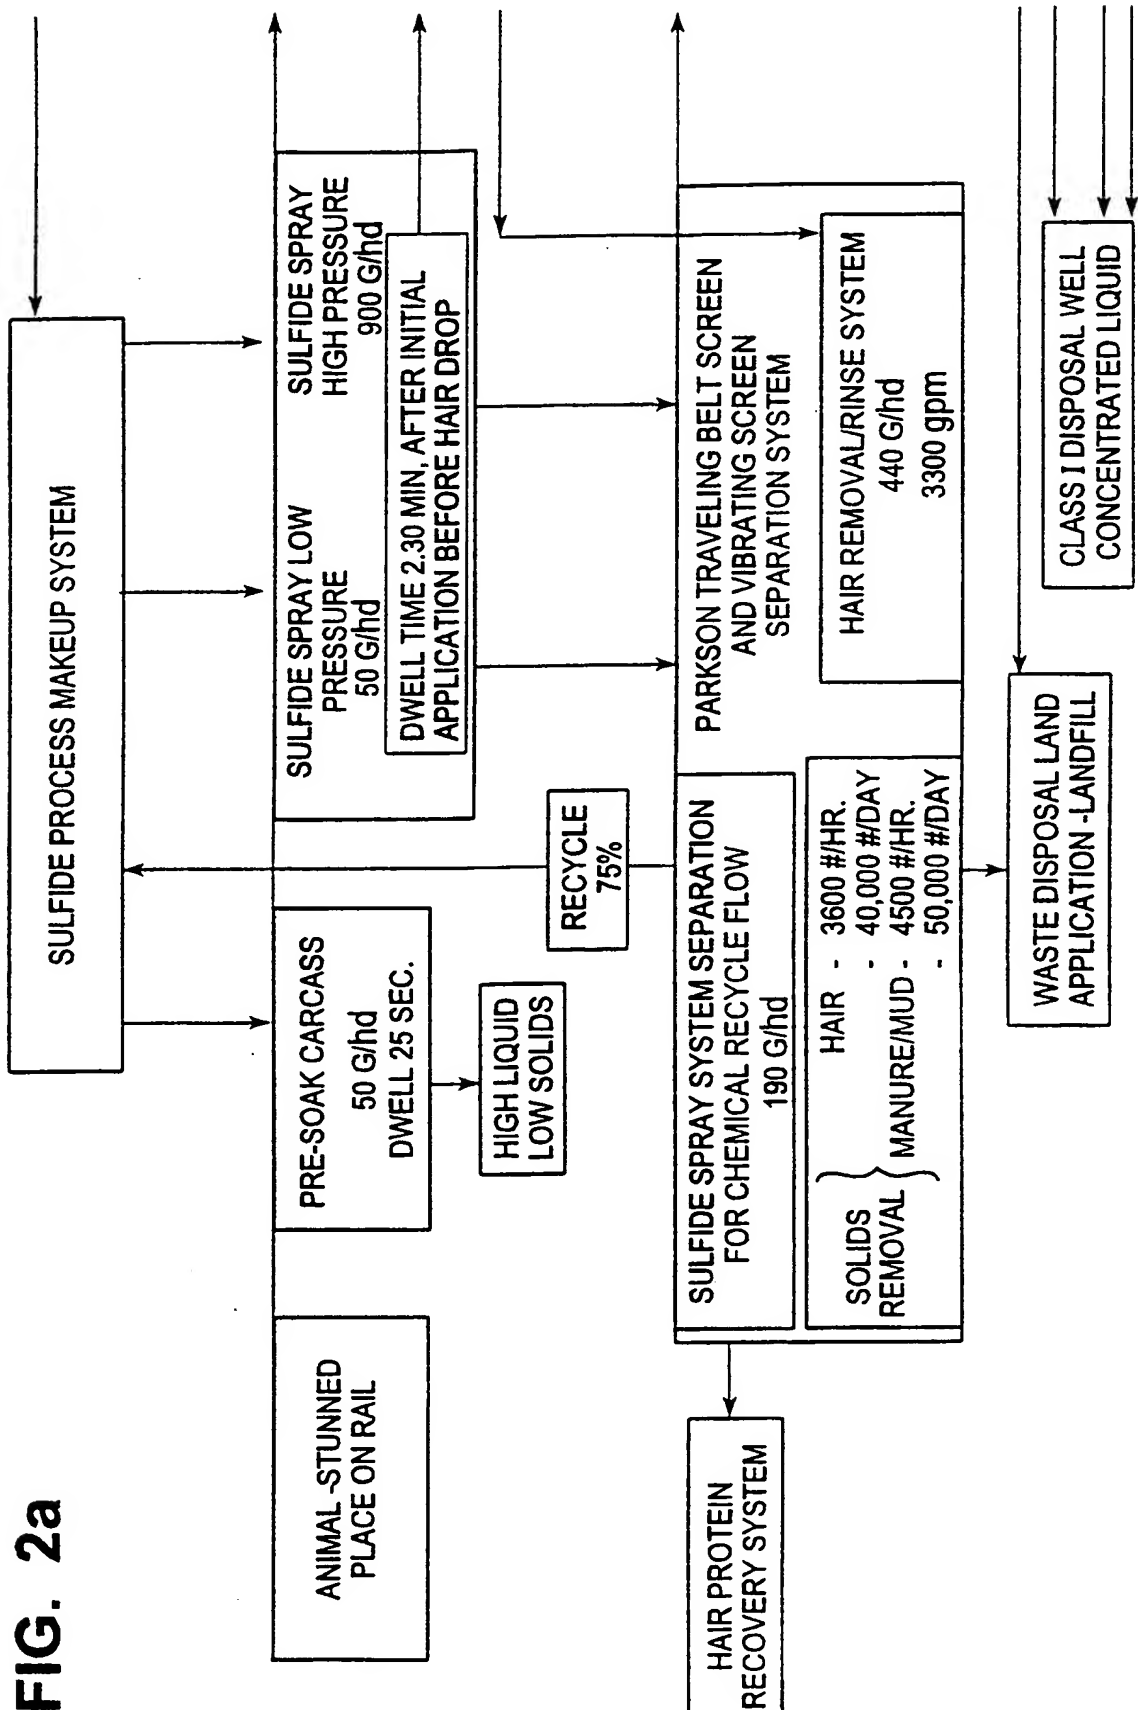 FIG. 2a
SULFIDE PROCESS MAKEUP SYSTEM
ANIMAL -STUNNED
PLACE ON RAIL
PRE-SOAK CARCASS
50 G/hd
DWELL 25 SEC.
HIGH LIQUID
LOW SOLIDS
SULFIDE SPRAY LOW
PRESSURE
50 G/hd
SULFIDE SPRAY
HIGH PRESSURE
900 G/hd
DWELL TIME 2.30 MIN, AFTER INITIAL
APPLICATION BEFORE HAIR DROP
RECYCLE
75%
HAIR PROTEIN
RECOVERY SYSTEM
SULFIDE SPRAY SYSTEM SEPARATION
FOR CHEMICAL RECYCLE FLOW
190 G/hd
SOLIDS
REMOVAL
HAIR - 3600 #/HR.
- 40,000 #/DAY
MANURE/MUD - 4500 #/HR.
- 50,000 #/DAY
PARKSON TRAVELING BELT SCREEN
AND VIBRATING SCREEN
SEPARATION SYSTEM
HAIR REMOVAL/RINSE SYSTEM
440 G/hd
3300 gpm
WASTE DISPOSAL LAND
APPLICATION -LANDFILL
CLASS I DISPOSAL WELL
CONCENTRATED LIQUID